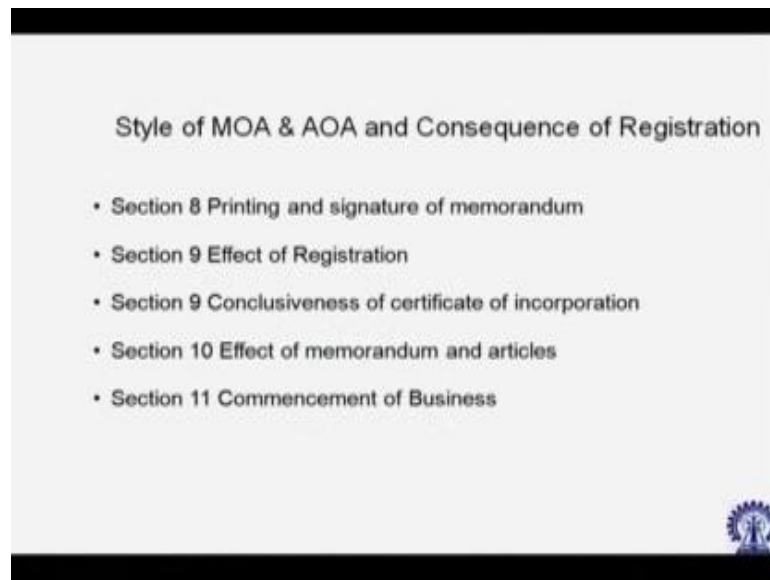 Style of MOA & AOA and Consequence of Registration
• Section 8 Printing and signature of memorandum
• Section 9 Effect of Registration
• Section 9 Conclusiveness of certificate of incorporation
• Section 10 Effect of memorandum and articles
• Section 11 Commencement of Business